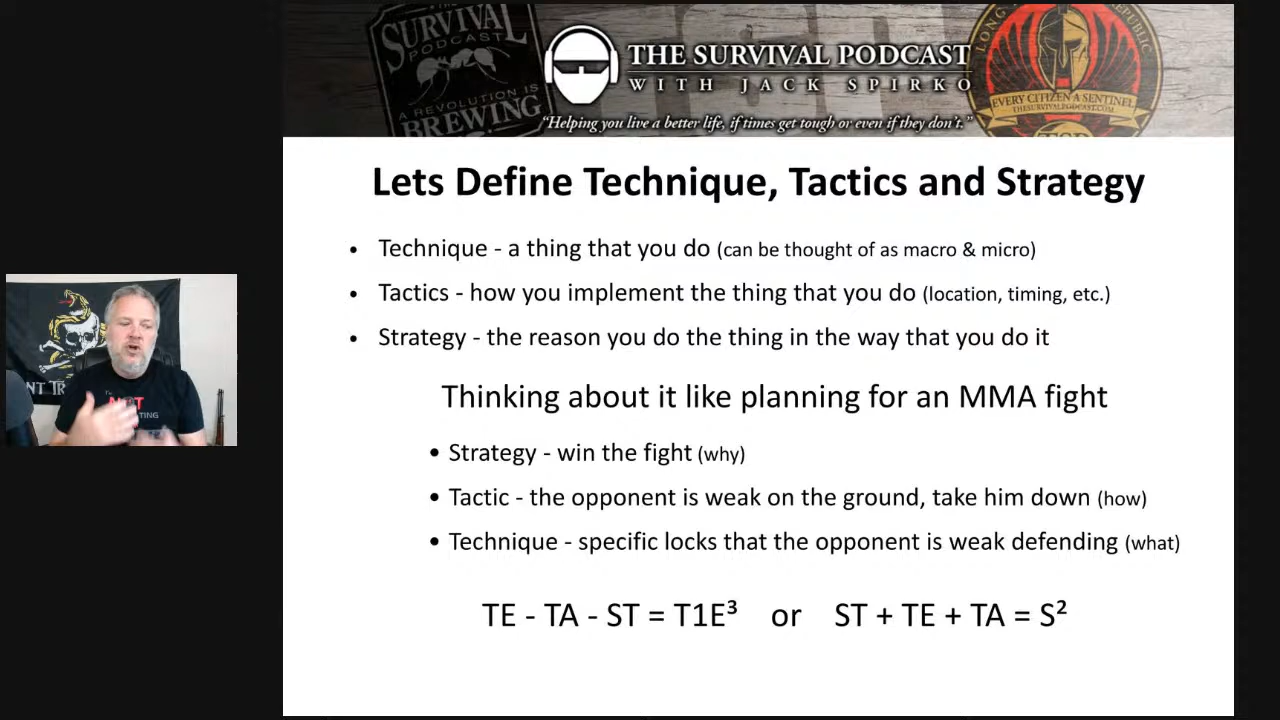 SURVIVAL
PODCAST
A REVOLUTION IS
BREWING
THE SURVIVAL PODCAST
WITH JACK SPIRKO
"Helping you live a better life, if times get tough or even if they don't."
EVERY CITIZEN A SENTINEL
THESURVIVALPODCAST.COM
Lets Define Technique, Tactics and Strategy
• Technique - a thing that you do (can be thought of as macro & micro)
• Tactics - how you implement the thing that you do (location, timing, etc.)
• Strategy - the reason you do the thing in the way that you do it
Thinking about it like planning for an MMA fight
• Strategy - win the fight (why)
• Tactic - the opponent is weak on the ground, take him down (how)
• Technique - specific locks that the opponent is weak defending (what)
TE - TA - ST = T1E³ or ST + TE + TA = S²